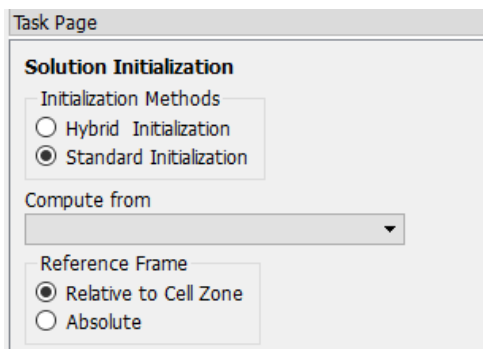 Task Page
Solution Initialization
Initialization Methods
Hybrid Initialization
Standard Initialization
Compute from
Reference Frame
Relative to Cell Zone
Absolute